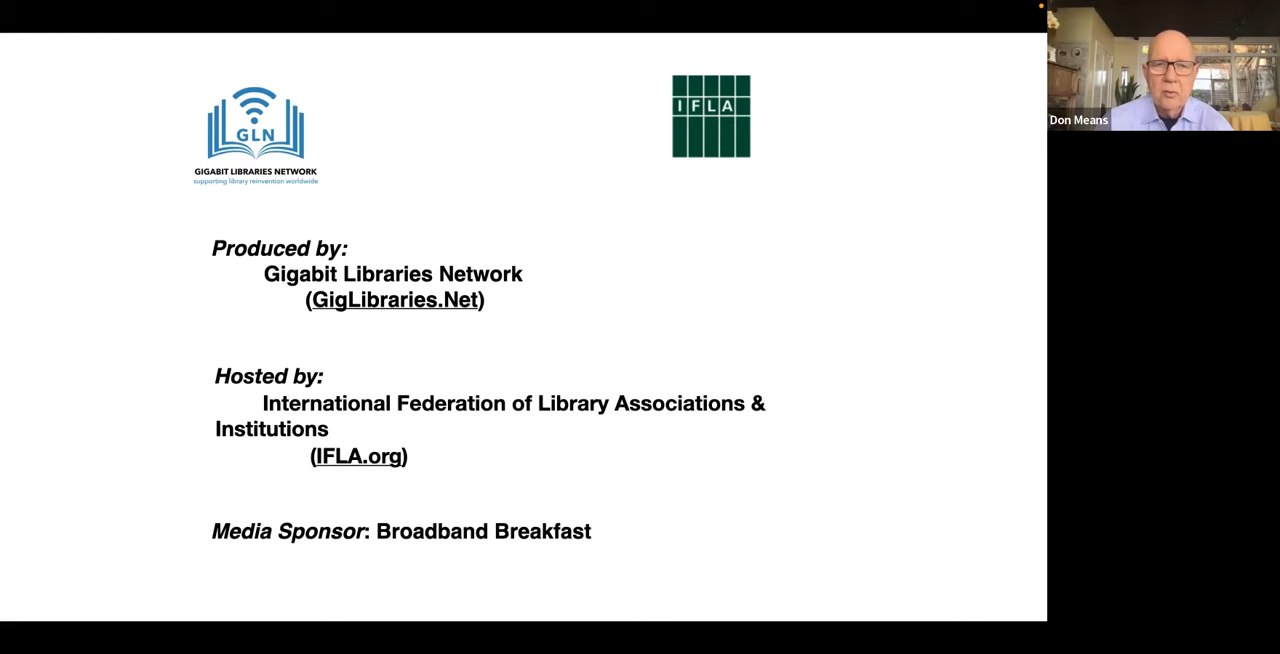 GLN
GIGABIT LIBRARIES NETWORK
supporting library reinvention worldwide
IFLA
Don Means
Produced by:
Gigabit Libraries Network
(GigLibraries.Net)
Hosted by:
International Federation of Library Associations &
Institutions
(IFLA.org)
Media Sponsor: Broadband Breakfast